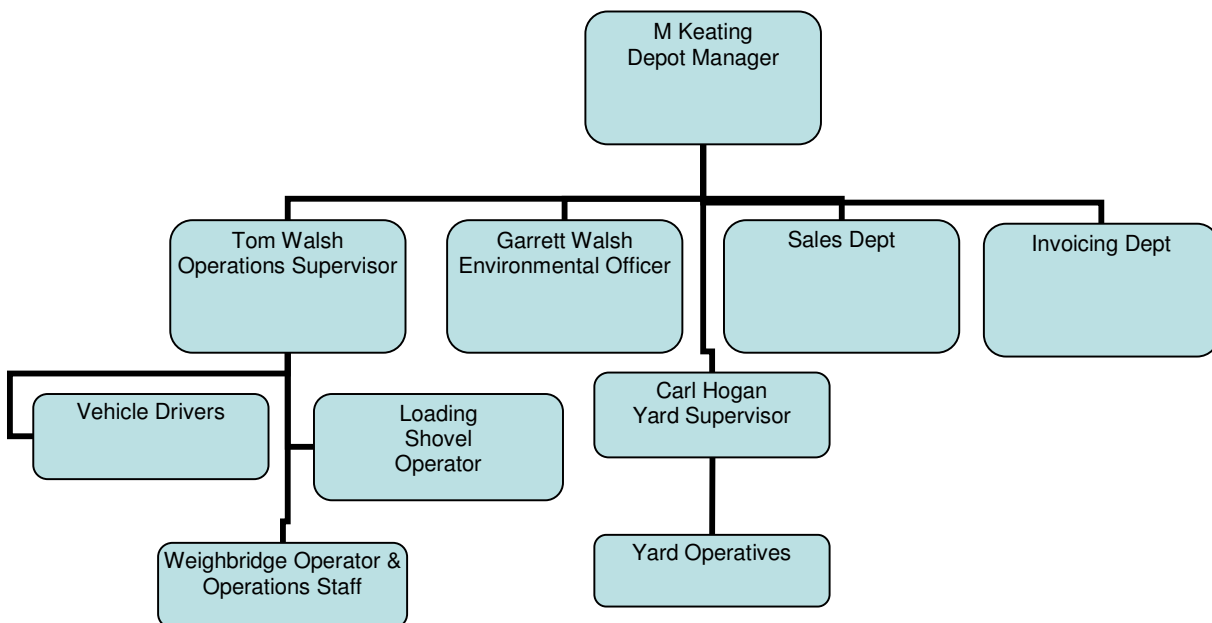 M Keating
Depot Manager
Tom Walsh
Operations Supervisor
Garrett Walsh
Environmental Officer
Sales Dept
Invoicing Dept
Vehicle Drivers
Loading
Shovel
Operator
Carl Hogan
Yard Supervisor
Weighbridge Operator &
Operations Staff
Yard Operatives